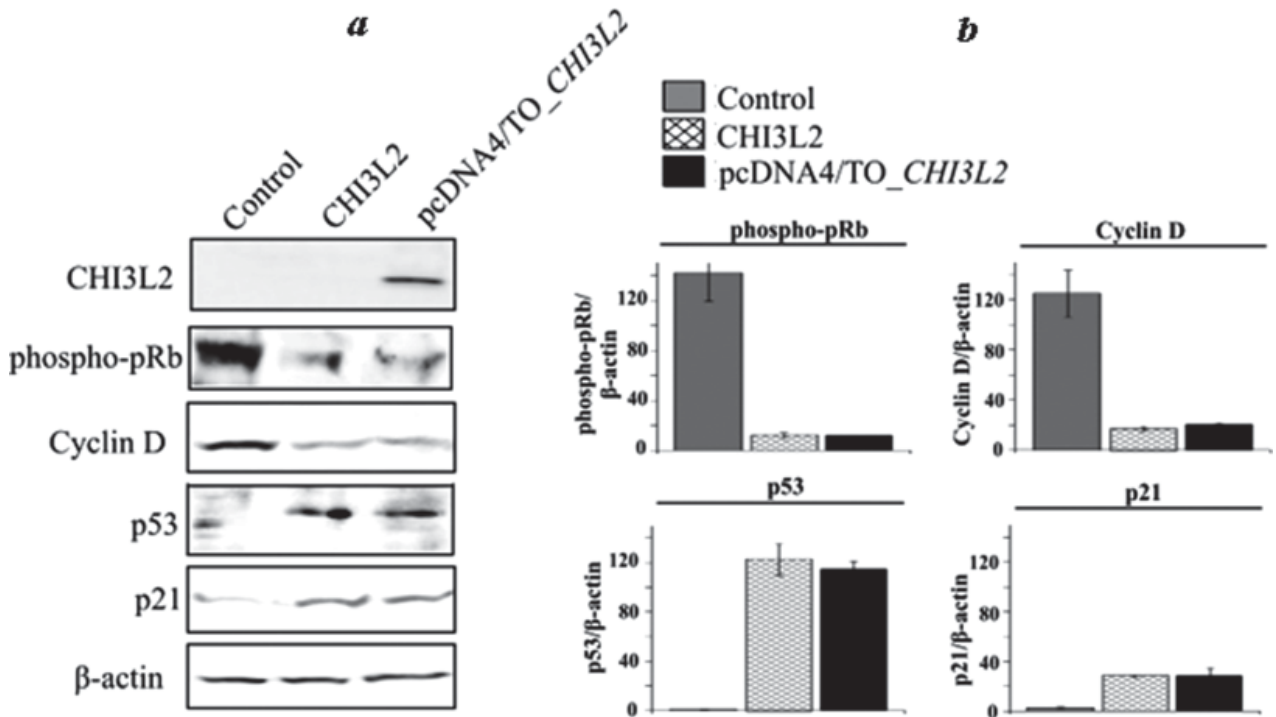 a
Control
CHI3L2
pcDNA4/TO_CHI3L2
CHI3L2
phospho-pRb
Cyclin D
p53
p21
β-actin
b
Control
CHI3L2
pcDNA4/TO_CHI3L2
phospho-pRb
phospho-pRb/
β-actin
120
80
40
0
Cyclin D
Cyclin D/β-actin
120
80
40
0
p53
p53/β-actin
120
80
40
0
p21
p21/β-actin
120
80
40
0